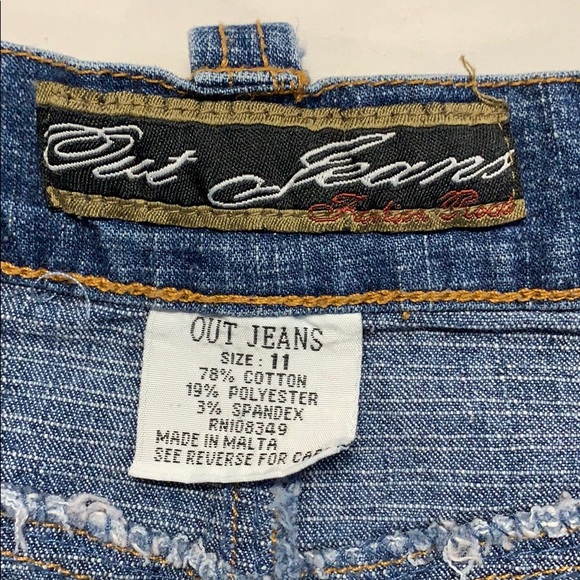 Out Jeans
OUT JEANS
SIZE: 11
78% COTTON
19% POLYESTER
3% SPANDEX
RN108349
MADE IN MALTA
SEE REVERSE FOR